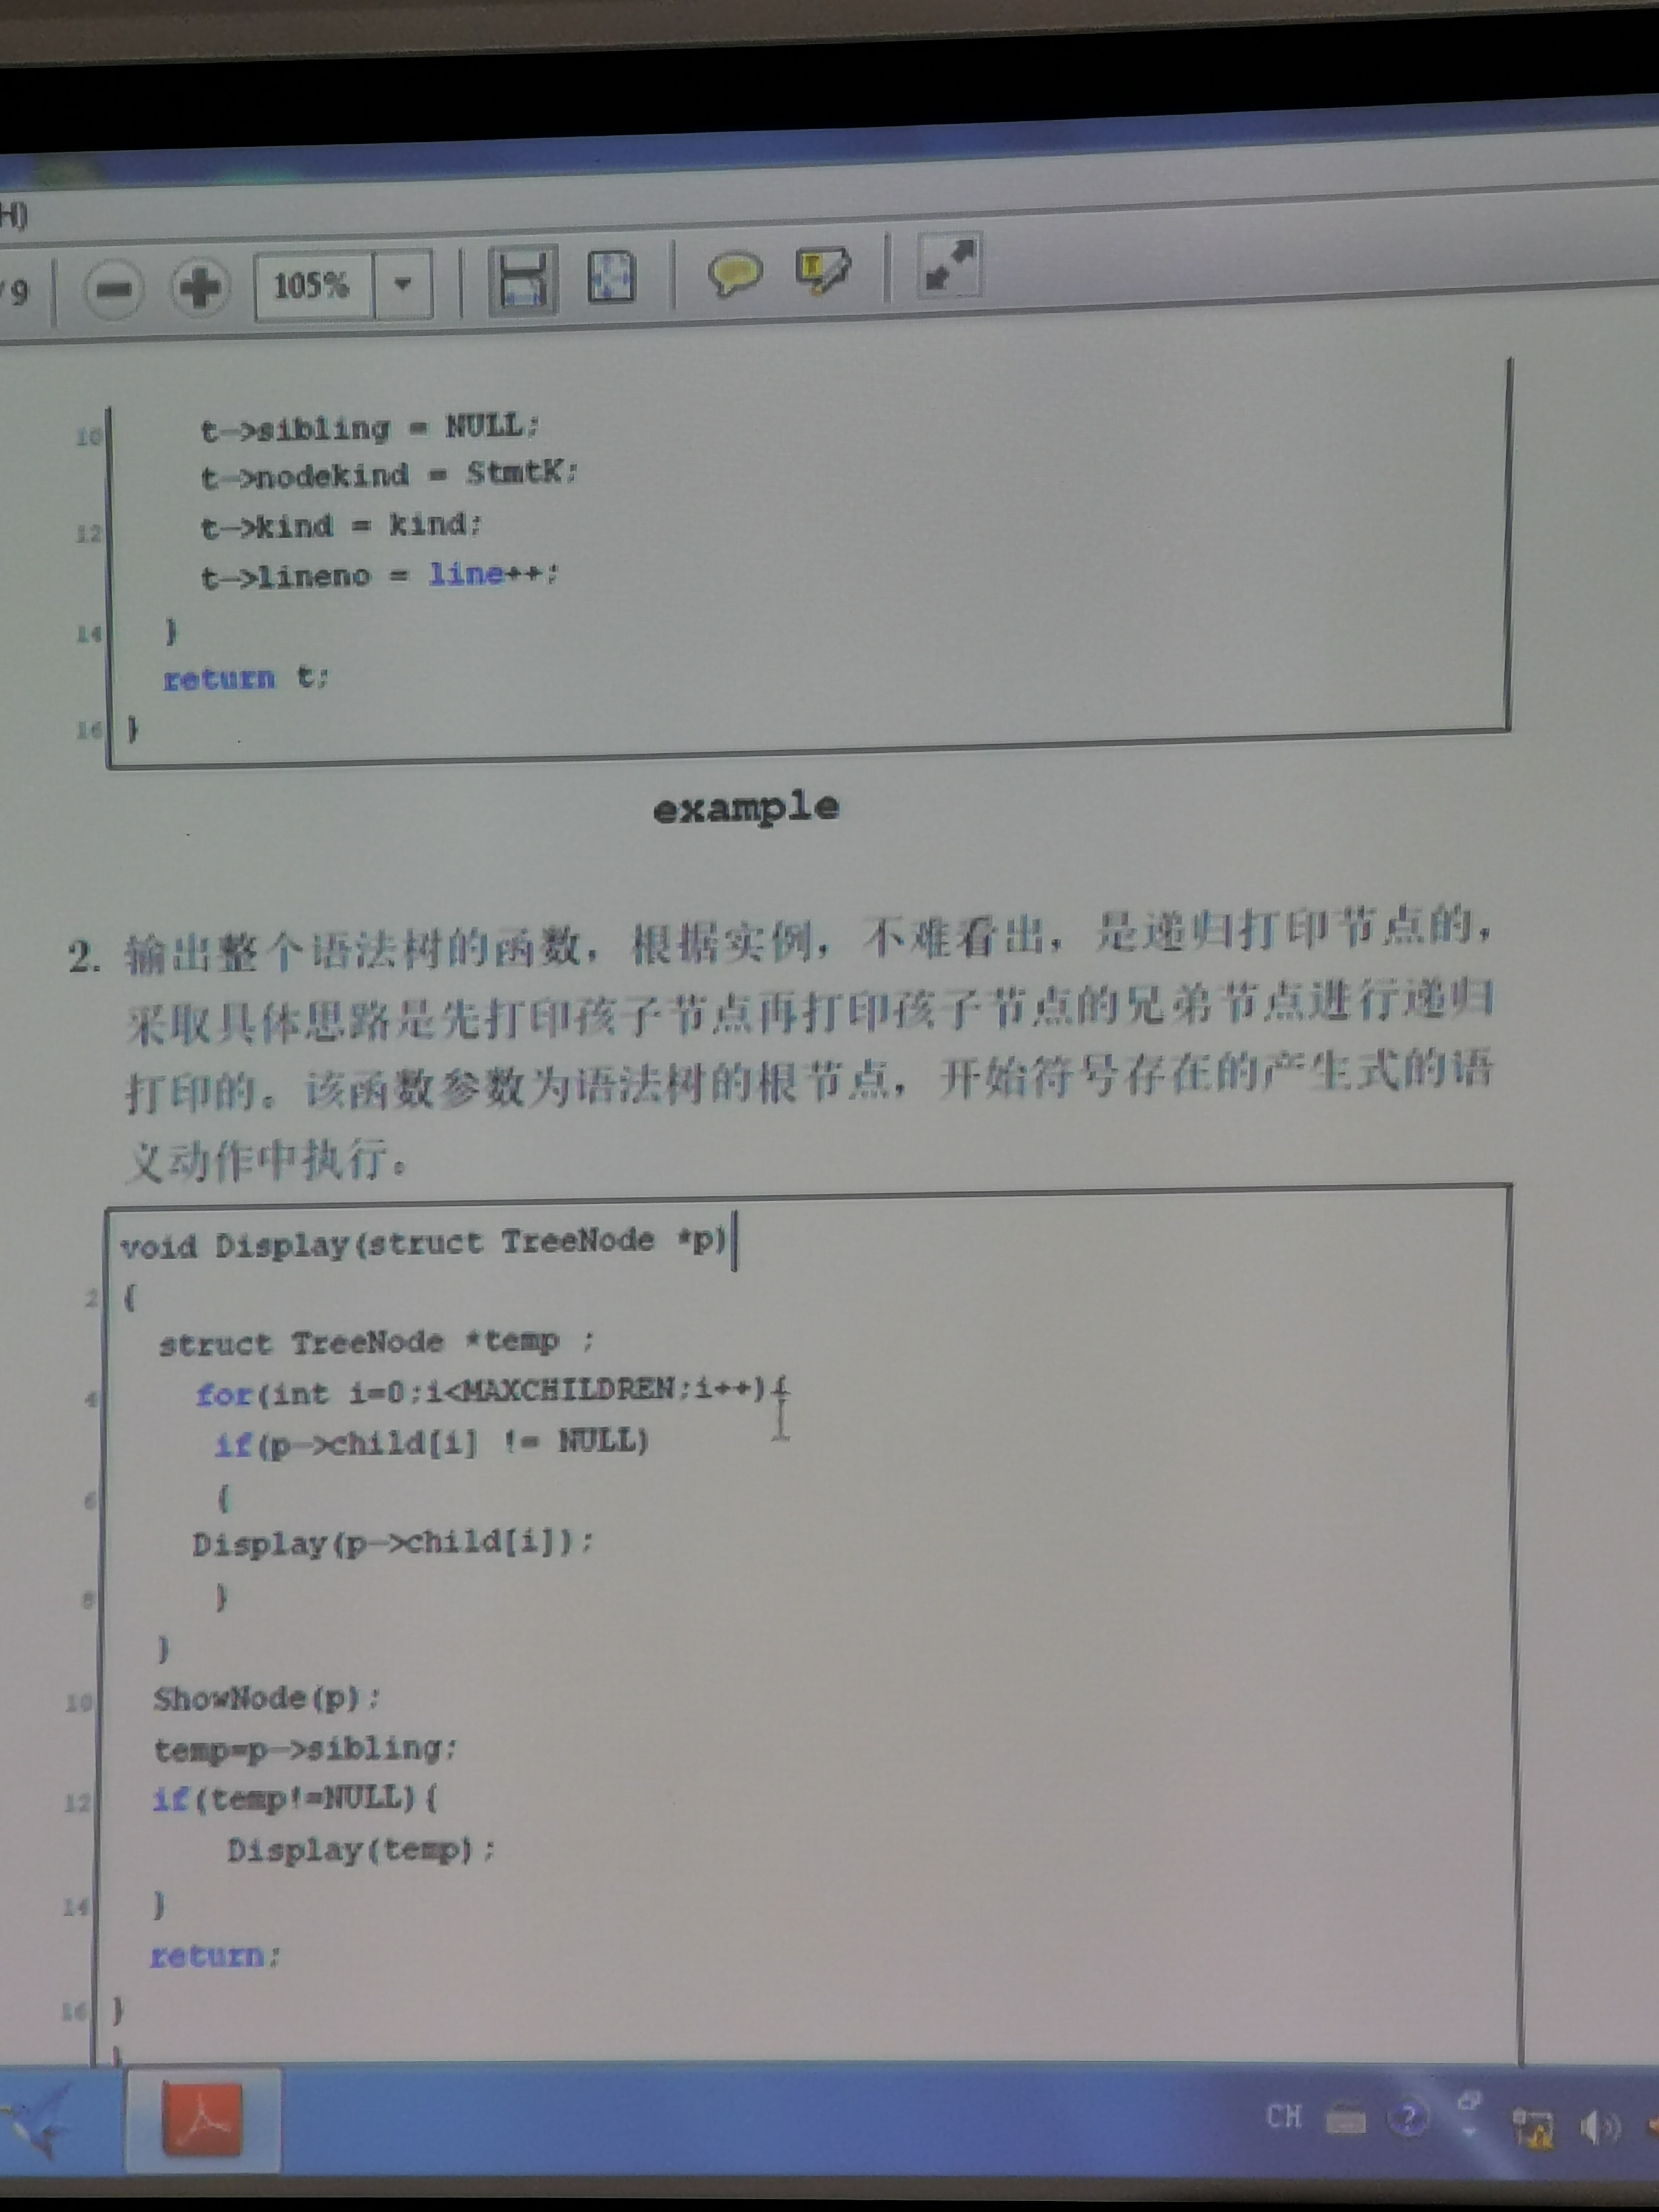 H)
/ 9
105%
10 t->sibling = NULL;
t->nodekind = StmtK;
12 t->kind = kind;
t->lineno = line++;
14 }
return t;
16 }
example
2. 输出整个语法树的函数，根据实例，不难看出，是递归打印节点的，
采取具体思路是先打印孩子节点再打印孩子节点的兄弟节点进行递归
打印的。该函数参数为语法树的根节点，开始符号存在的产生式的语
义动作中执行。
void Display(struct TreeNode *p)
2 {
struct TreeNode *temp ;
4 for(int i=0;i<MAXCHILDREN;i++){
if(p->child[i] != NULL)
6 {
Display(p->child[i]);
8 }
}
10 ShowNode(p);
temp=p->sibling;
12 if(temp!=NULL){
Display(temp);
14 }
return;
16 }
}
CH